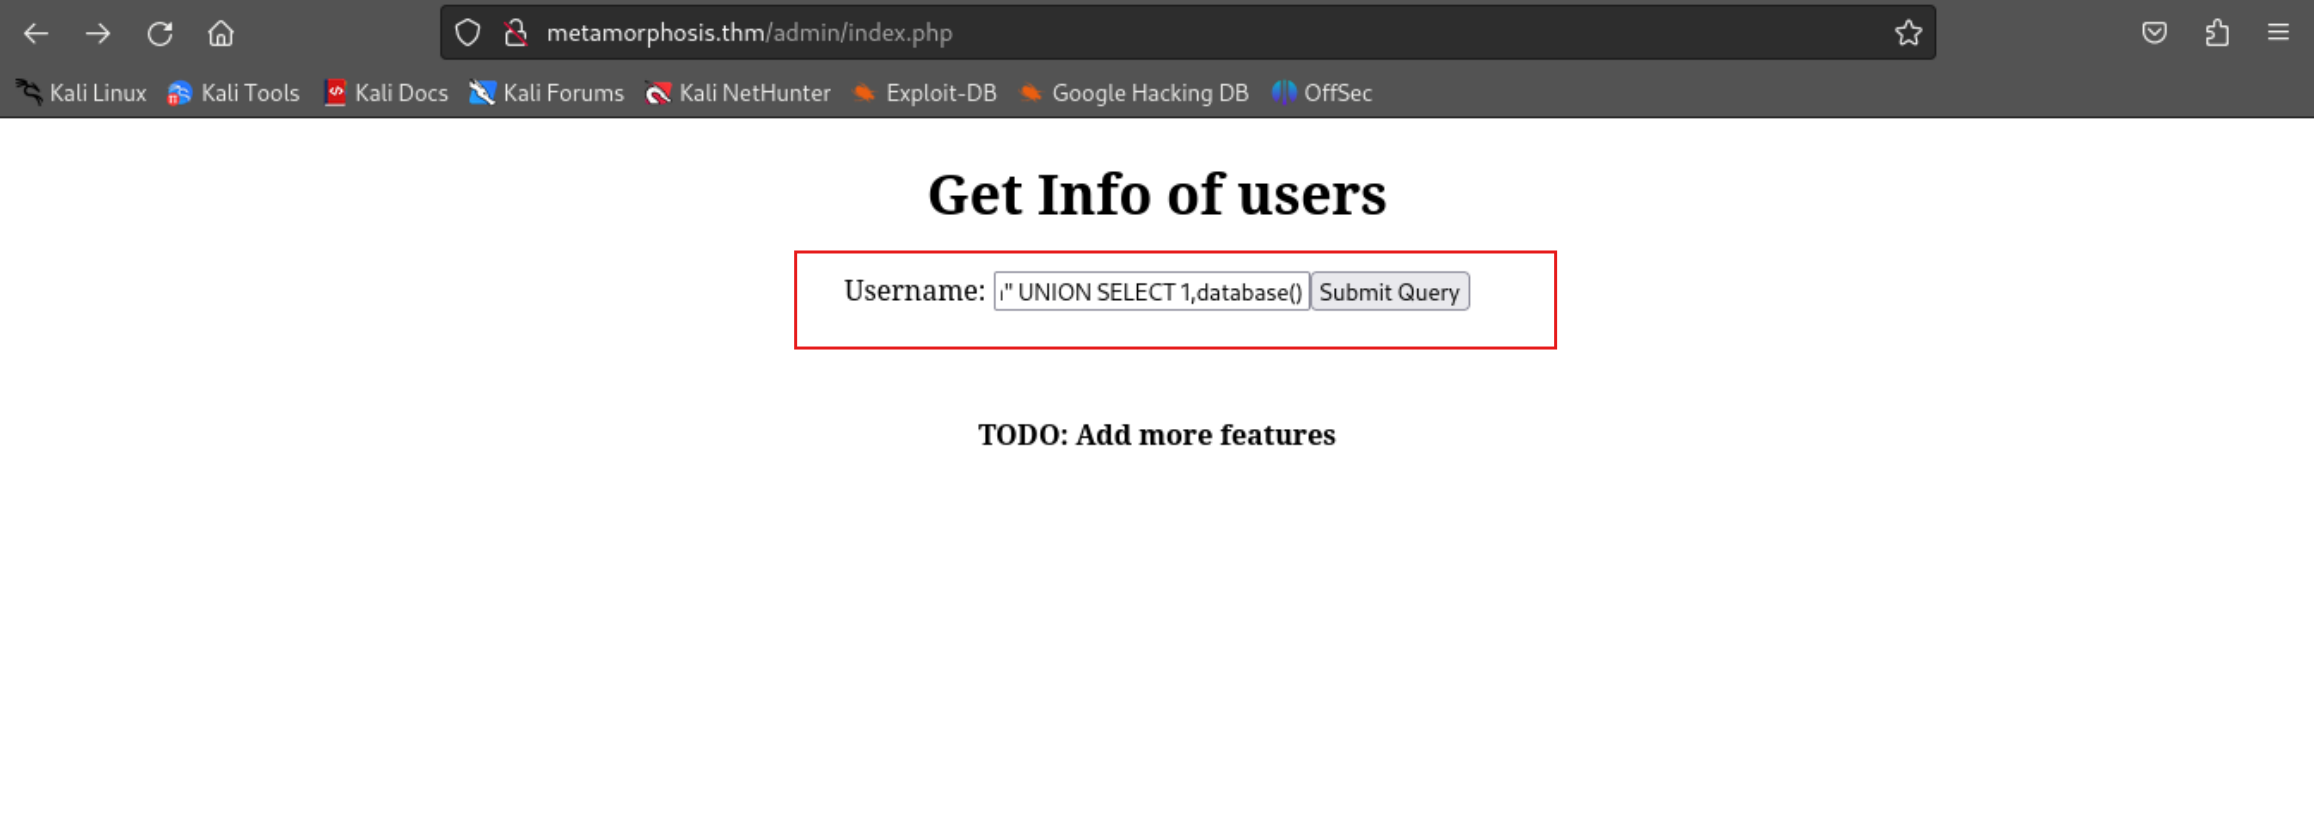 metamorphosis.thm/admin/index.php
Kali Linux Kali Tools Kali Docs Kali Forums Kali NetHunter Exploit-DB Google Hacking DB OffSec
Get Info of users
Username: " UNION SELECT 1,database() Submit Query
TODO: Add more features